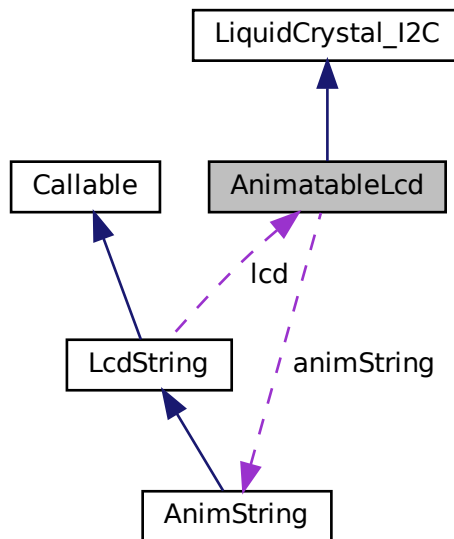 LiquidCrystal_I2C
Callable
AnimatableLcd
lcd
LcdString
animString
AnimString